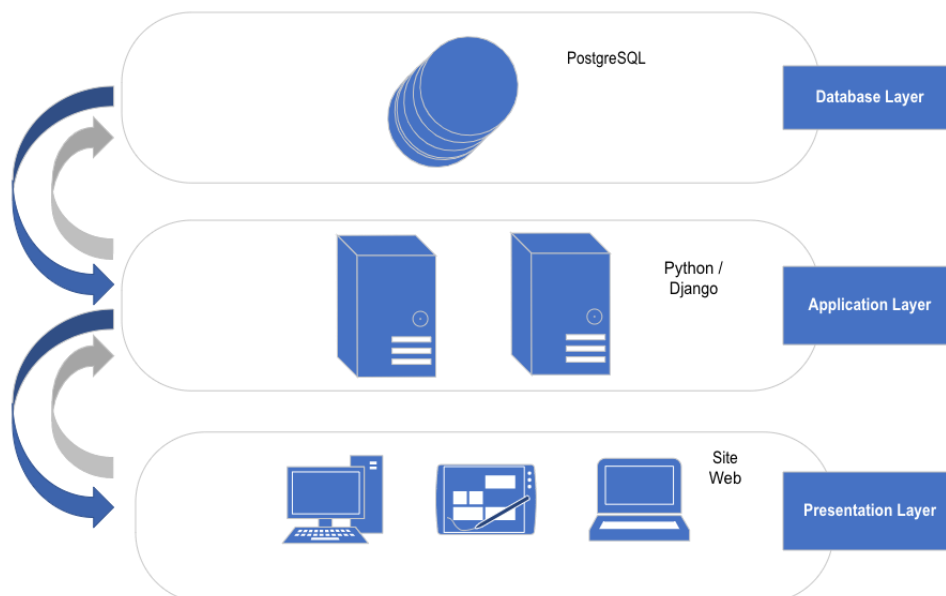 PostgreSQL
Database Layer
Python /
Django
Application Layer
Site
Web
Presentation Layer